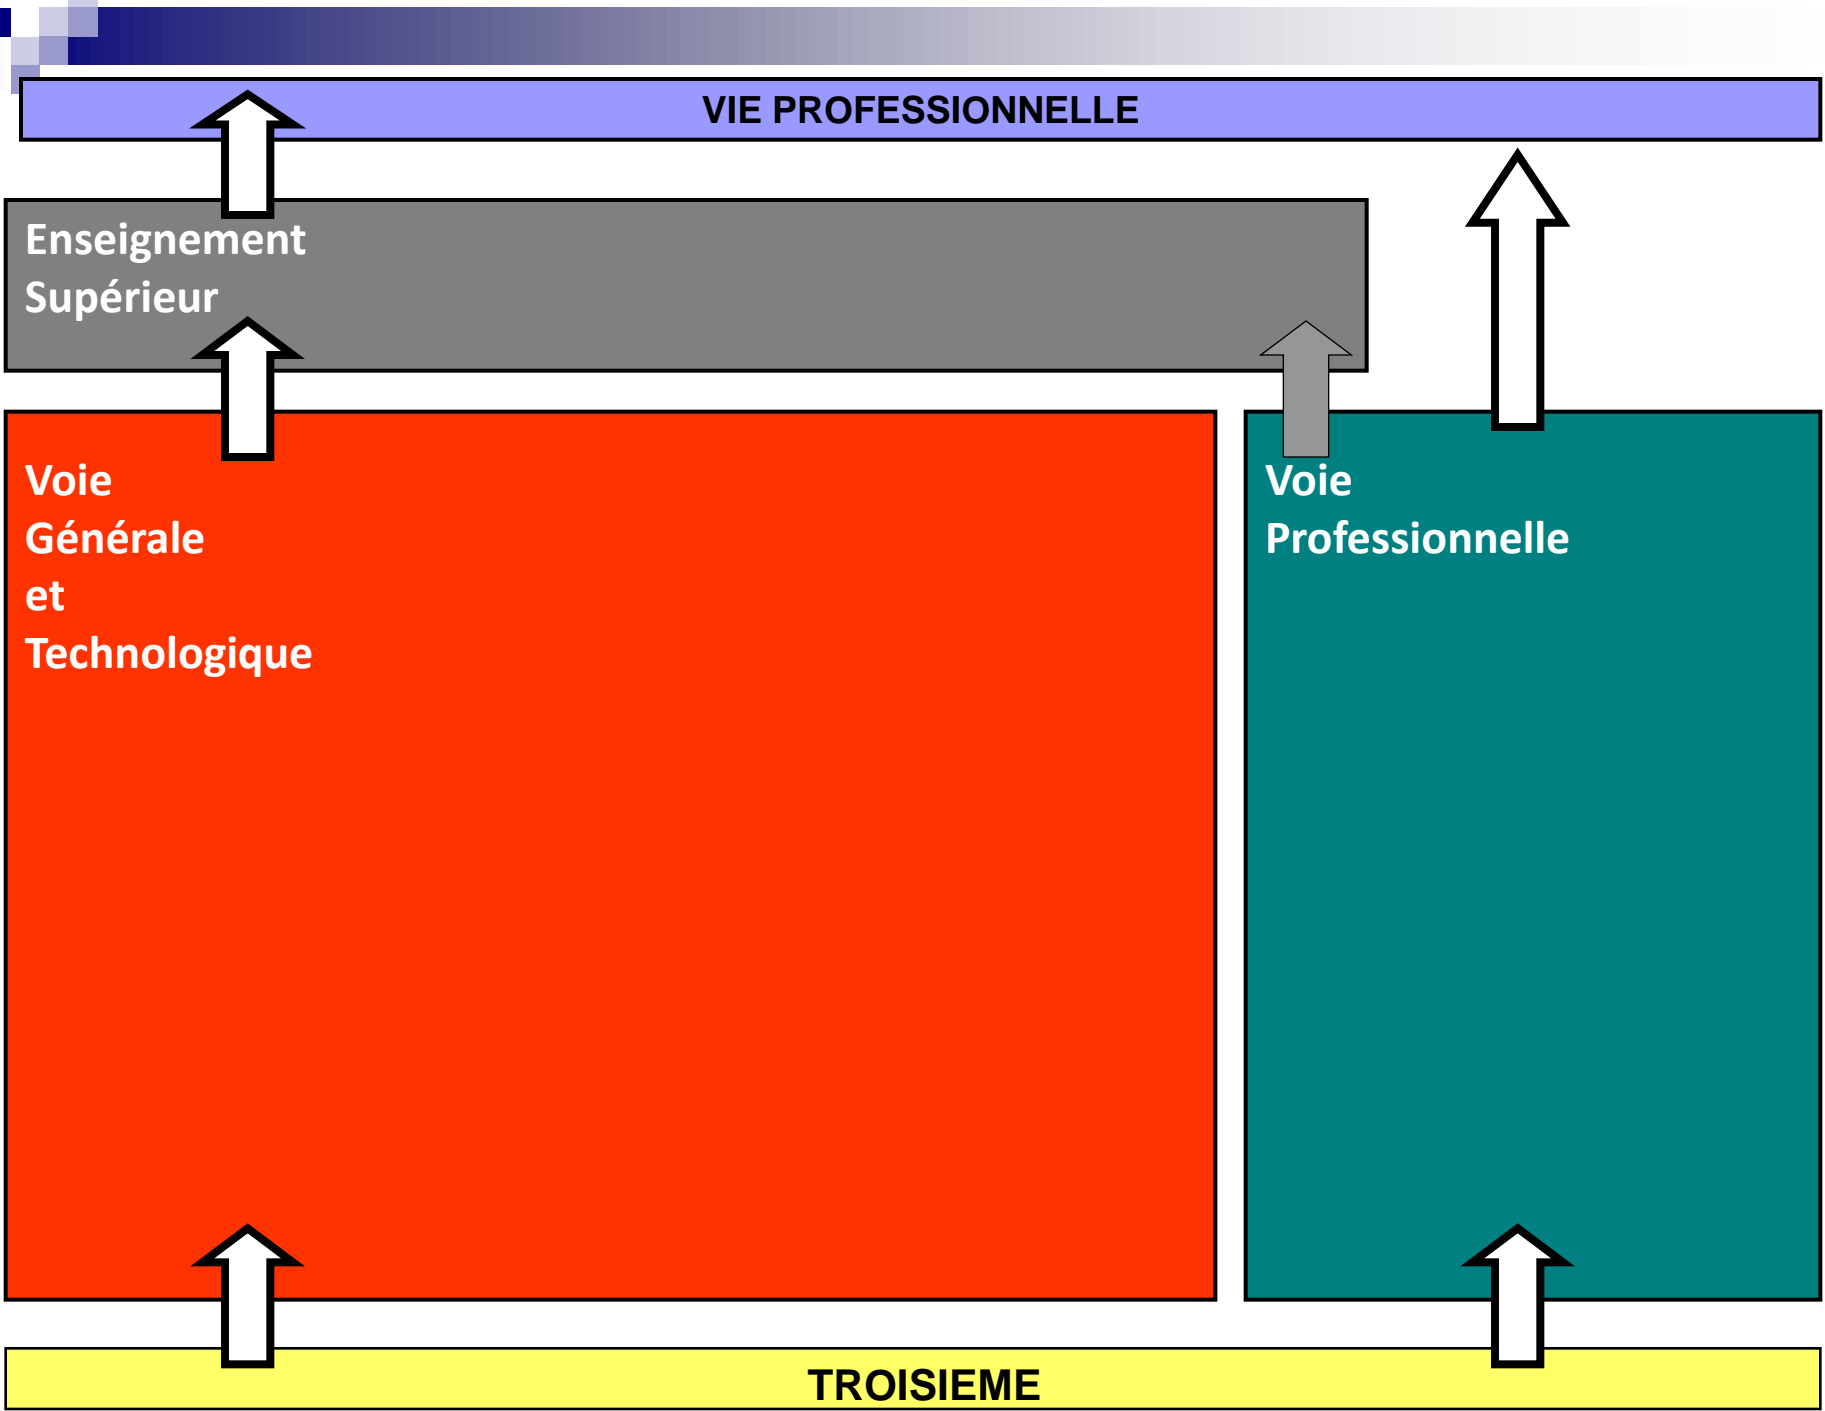 VIE PROFESSIONNELLE
Enseignement
Supérieur
Voie
Générale
et
Technologique
Voie
Professionnelle
TROISIEME